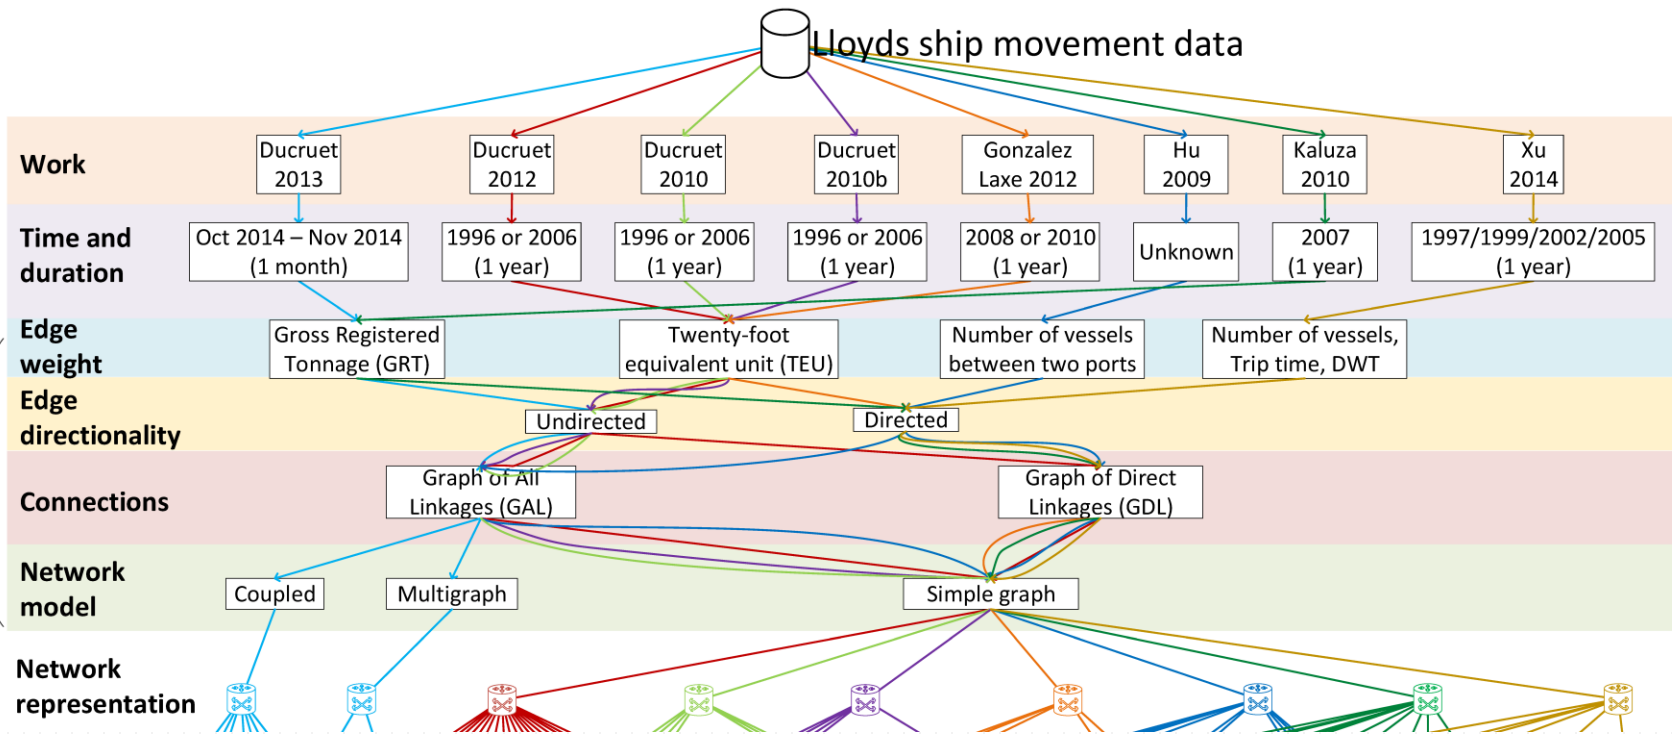 Lloyds ship movement data
Work
Ducruet
2013
Ducruet
2012
Ducruet
2010
Ducruet
2010b
Gonzalez
Laxe 2012
Hu
2009
Kaluza
2010
Xu
2014
Time and
duration
Oct 2014 – Nov 2014
(1 month)
1996 or 2006
(1 year)
1996 or 2006
(1 year)
1996 or 2006
(1 year)
2008 or 2010
(1 year)
Unknown
2007
(1 year)
1997/1999/2002/2005
(1 year)
Edge
weight
Gross Registered
Tonnage (GRT)
Twenty-foot
equivalent unit (TEU)
Number of vessels
between two ports
Number of vessels,
Trip time, DWT
Edge
directionality
Undirected
Directed
Connections
Graph of All
Linkages (GAL)
Graph of Direct
Linkages (GDL)
Network
model
Coupled
Multigraph
Simple graph
Network
representation